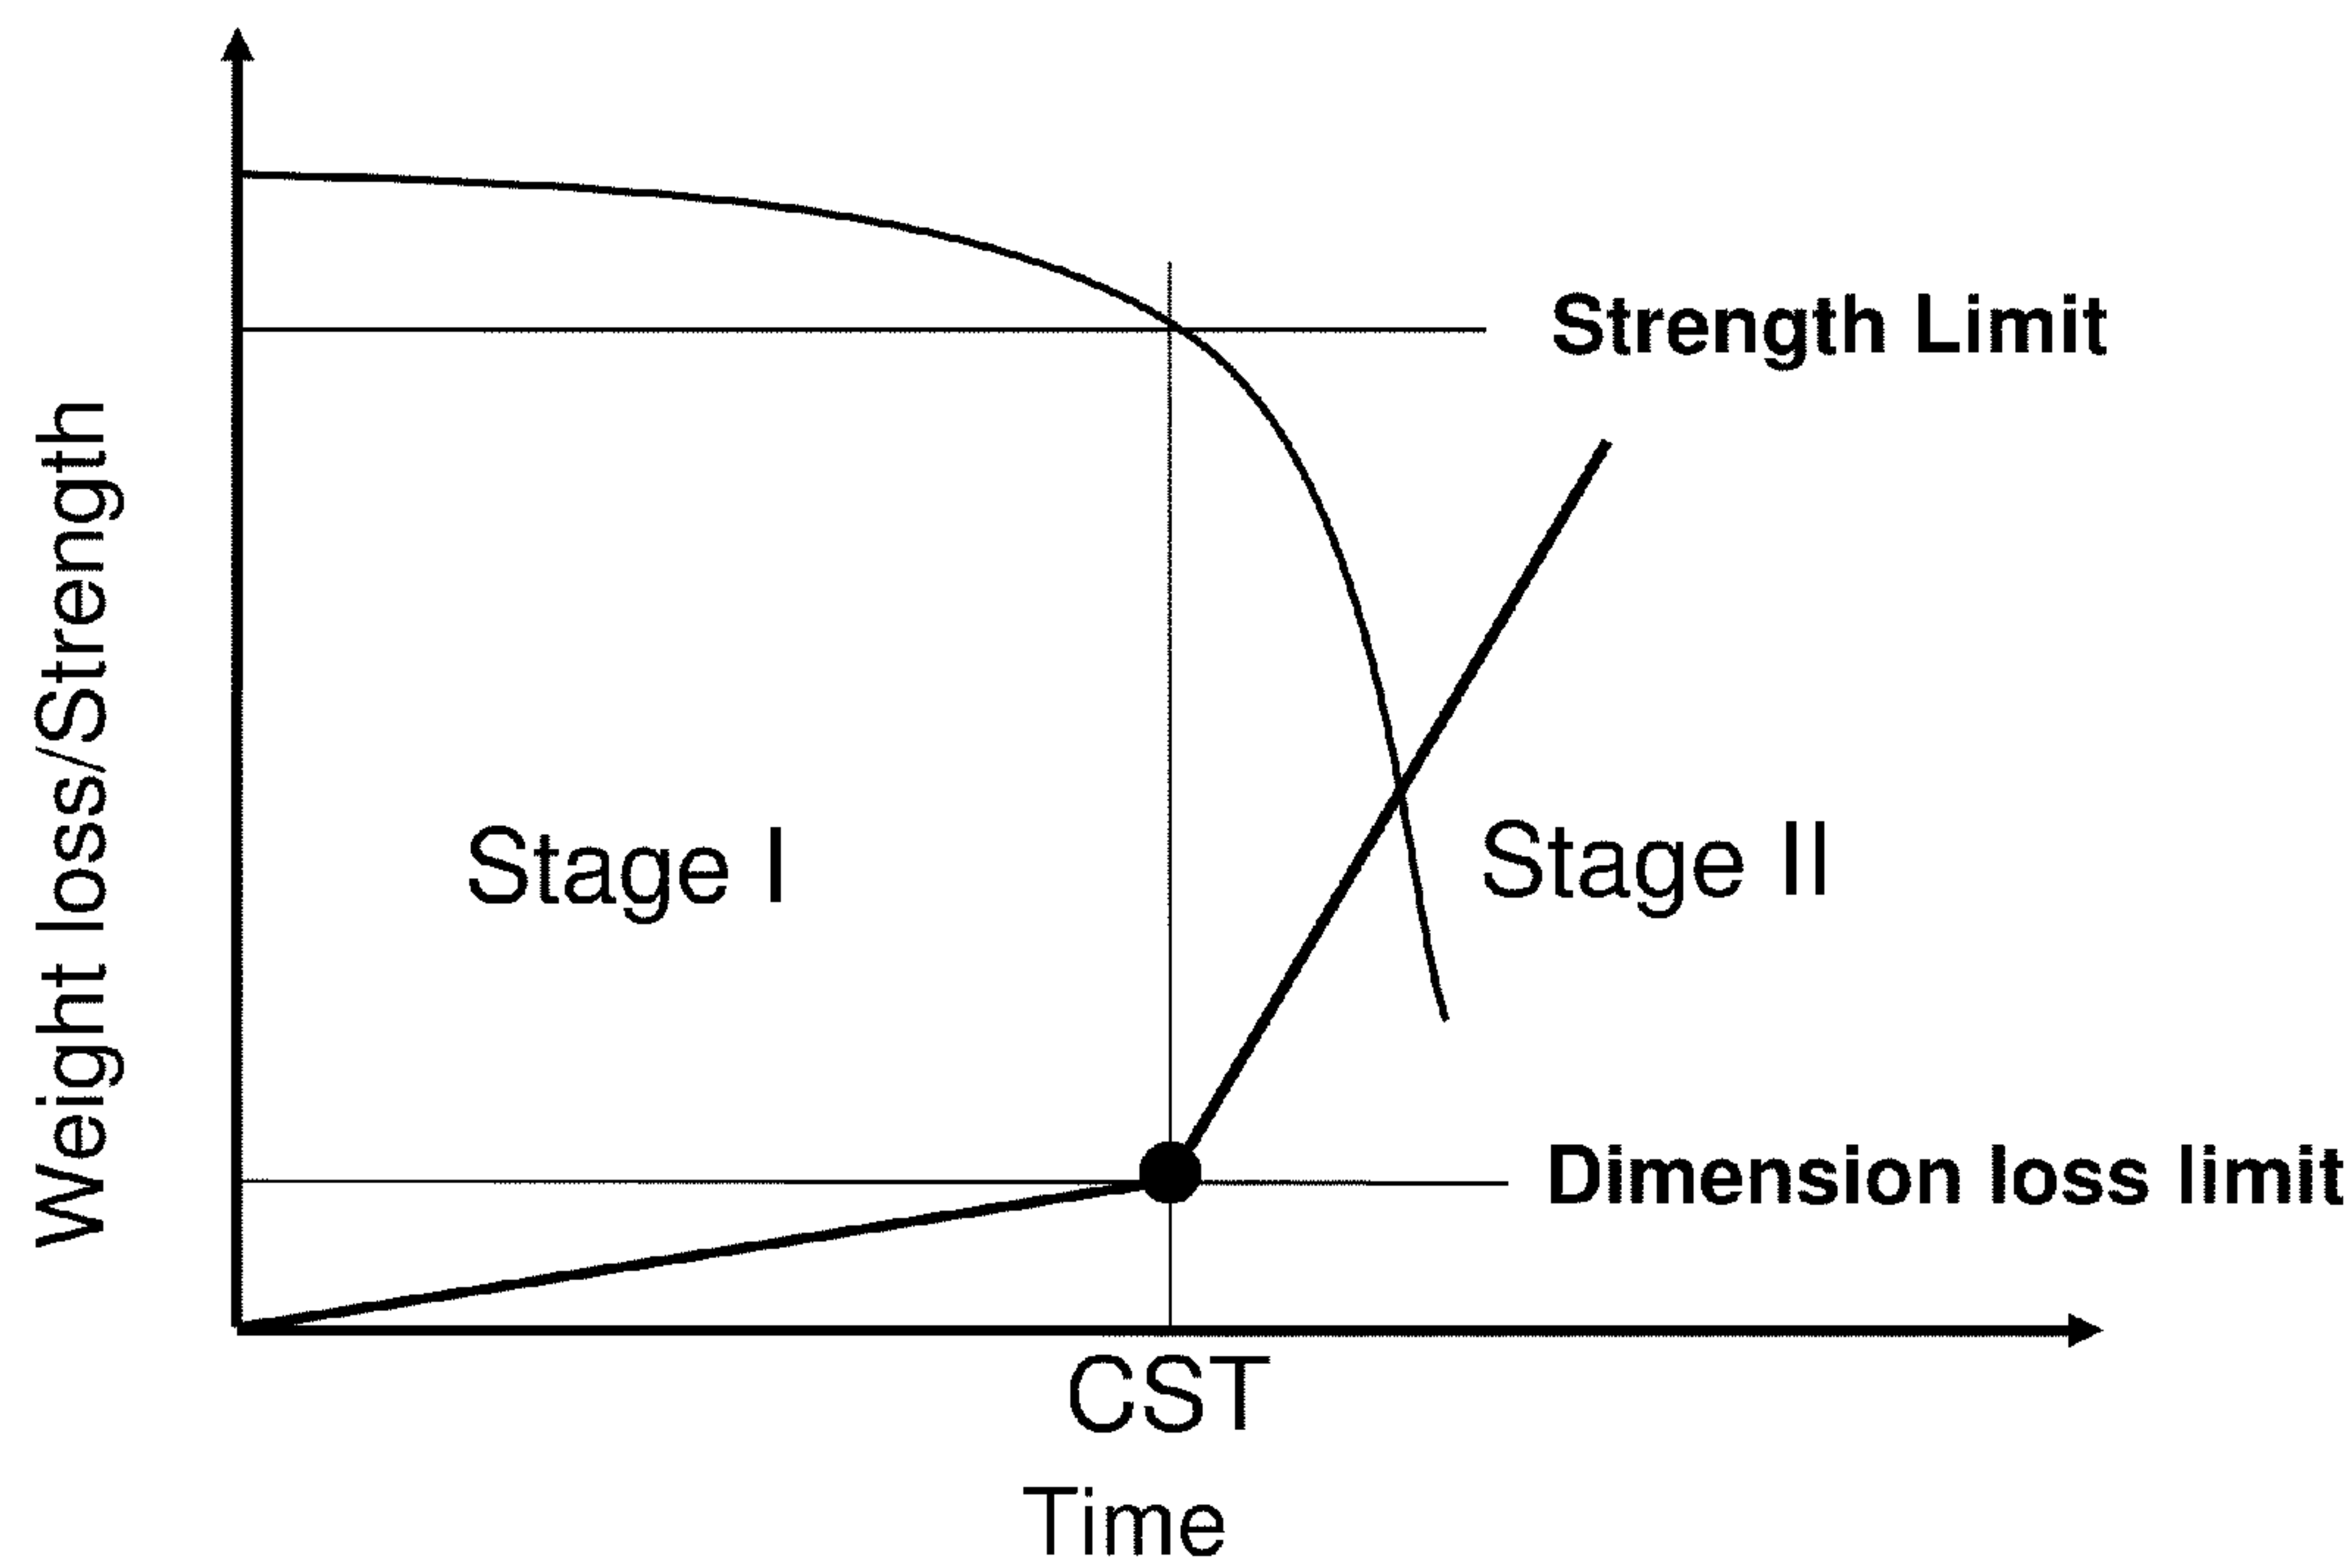 Weight loss/Strength
Strength Limit
Stage I
Stage II
Dimension loss limit
CST
Time